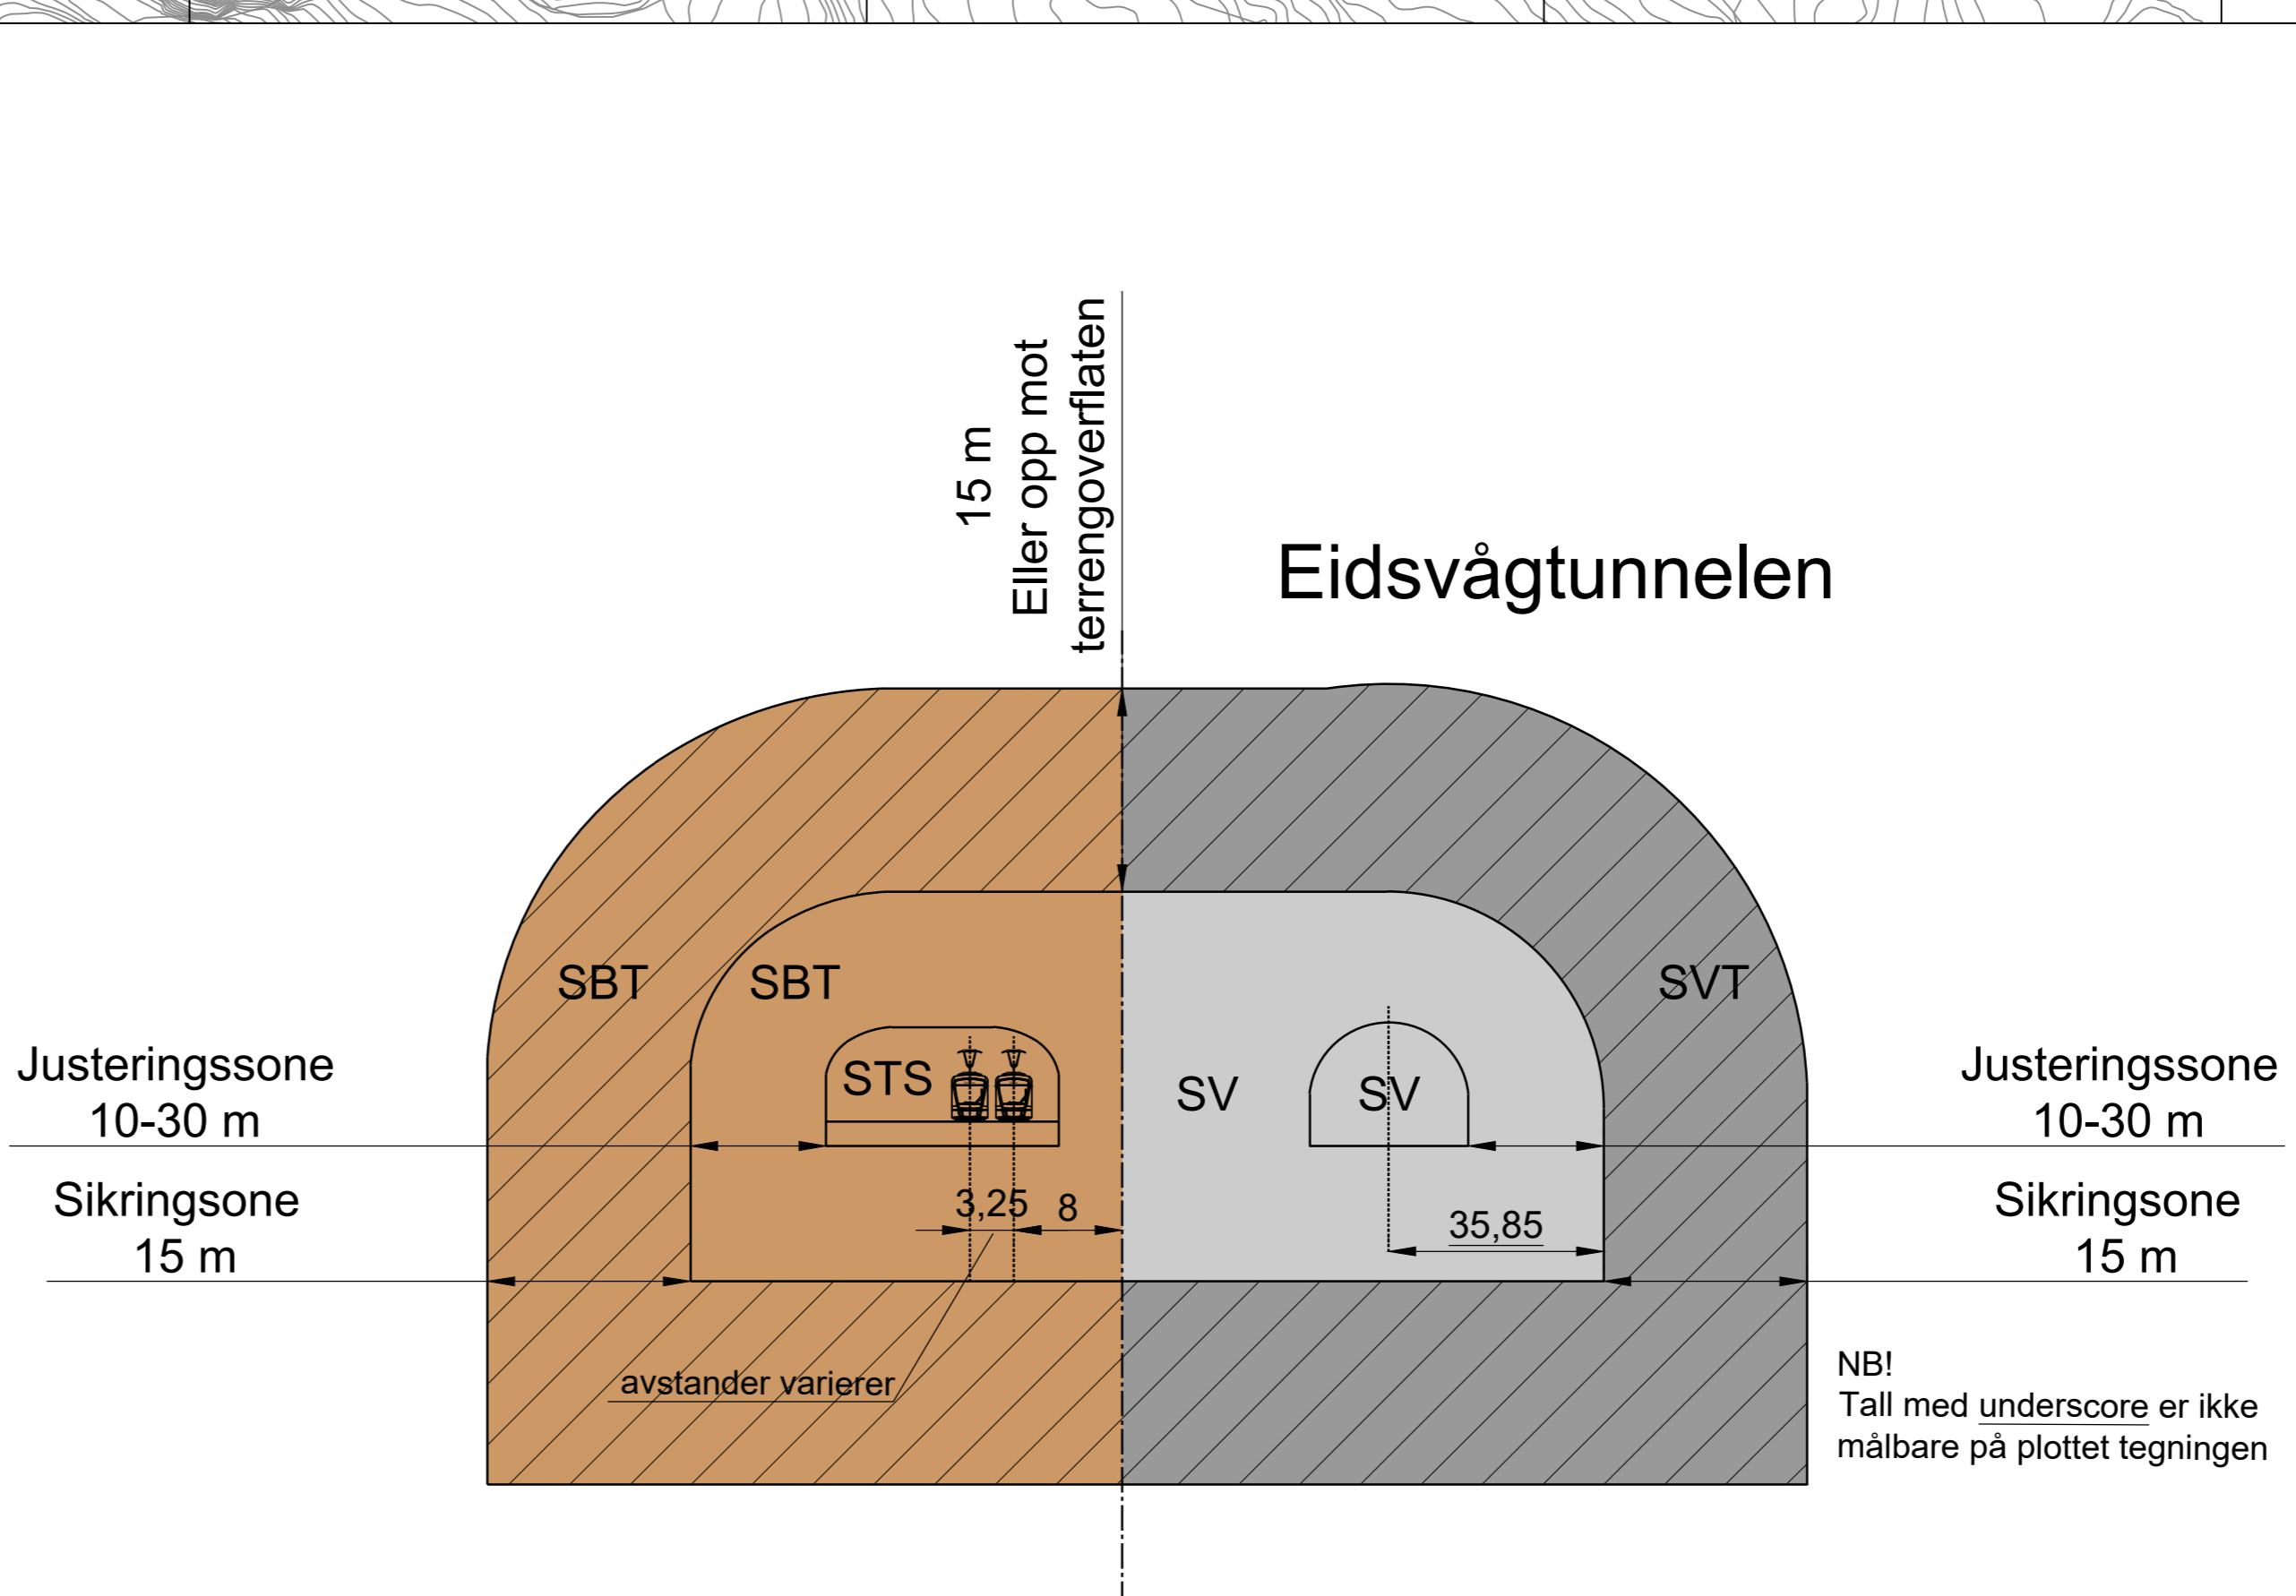 15 m
Eller opp mot
terrengoverflaten
Eidsvågtunnelen
SBT
SBT
SVT
STS
SV
SV
Justeringssone
10-30 m
Justeringssone
10-30 m
Sikringsone
15 m
3,25
8
35,85
Sikringsone
15 m
avstander varierer
NB!
Tall med underscore er ikke
målbare på plottet tegningen